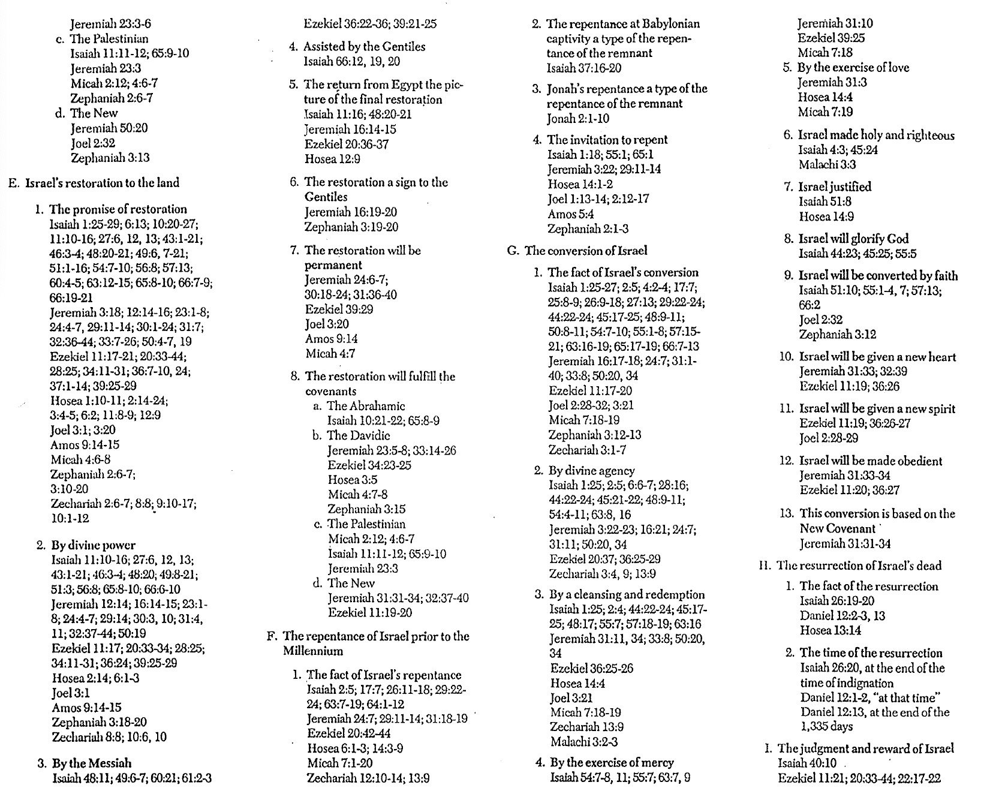 Jeremiah 23:3-6
c. The Palestinian
Isaiah 11:11-12; 65:9-10
Jeremiah 23:3
Micah 2:12; 4:6-7
Zephaniah 2:6-7
d. The New
Jeremiah 50:20
Joel 2:32
Zephaniah 3:13
E. Israel's restoration to the land
1. The promise of restoration
Isaiah 1:25-29; 6:13; 10:20-27;
11:10-16; 27:6, 12, 13; 43:1-21;
46:3-4; 48:20-21; 49:6, 7-21;
51:1-16; 54:7-10; 56:8; 57:13;
60:4-5; 63:12-15; 65:8-10; 66:7-9;
66:19-21
Jeremiah 3:18; 12:14-16; 23:1-8;
24:4-7, 29:11-14; 30:1-24; 31:7;
32:36-44; 33:7-26; 50:4-7, 19
Ezekiel 11:17-21; 20:33-44;
28:25; 34:11-31; 36:7-10, 24;
37:1-14; 39:25-29
Hosea 1:10-11; 2:14-24;
3:4-5; 6:2; 11:8-9; 12:9
Joel 3:1; 3:20
Amos 9:14-15
Micah 4:6-8
Zephaniah 2:6-7;
3:10-20
Zechariah 2:6-7; 8:8; 9:10-17;
10:1-12
2. By divine power
Isaiah 11:10-16; 27:6, 12, 13;
43:1-21; 46:3-4; 48:20; 49:8-21;
51:3; 56:8; 65:8-10; 66:6-10
Jeremiah 12:14; 16:14-15; 23:1-
8; 24:4-7; 29:14; 30:3, 10; 31:4,
11; 32:37-44; 50:19
Ezekiel 11:17; 20:33-34; 28:25;
34:11-31; 36:24; 39:25-29
Hosea 2:14; 6:1-3
Joel 3:1
Amos 9:14-15
Zephaniah 3:18-20
Zechariah 8:8; 10:6, 10
3. By the Messiah
Isaiah 48:11; 49:6-7; 60:21; 61:2-3
Ezekiel 36:22-36; 39:21-25
4. Assisted by the Gentiles
Isaiah 66:12, 19, 20
5. The return from Egypt the pic-
ture of the final restoration
Isaiah 11:16; 48:20-21
Jeremiah 16:14-15
Ezekiel 20:36-37
Hosea 12:9
6. The restoration a sign to the
Gentiles
Jeremiah 16:19-20
Zephaniah 3:19-20
7. The restoration will be
permanent
Jeremiah 24:6-7;
30:18-24; 31:36-40
Ezekiel 39:29
Joel 3:20
Amos 9:14
Micah 4:7
8. The restoration will fulfill the
covenants
a. The Abrahamic
Isaiah 10:21-22; 65:8-9
b. The Davidic
Jeremiah 23:5-8; 33:14-26
Ezekiel 34:23-25
Hosea 3:5
Micah 4:7-8
Zephaniah 3:15
c. The Palestinian
Micah 2:12; 4:6-7
Isaiah 11:11-12; 65:9-10
Jeremiah 23:3
d. The New
Jeremiah 31:31-34; 32:37-40
Ezekiel 11:19-20
F. The repentance of Israel prior to the
Millennium
1. The fact of Israel's repentance
Isaiah 2:5; 17:7; 26:11-18; 29:22-
24; 63:7-19; 64:1-12
Jeremiah 24:7; 29:11-14; 31:18-19
Ezekiel 20:42-44
Hosea 6:1-3; 14:3-9
Micah 7:1-20
Zechariah 12:10-14; 13:9
2. The repentance at Babylonian
captivity a type of the repen-
tance of the remnant
Isaiah 37:16-20
3. Jonah's repentance a type of the
repentance of the remnant
Jonah 2:1-10
4. The invitation to repent
Isaiah 1:18; 55:1; 65:1
Jeremiah 3:22; 29:11-14
Hosea 14:1-2
Joel 1:13-14; 2:12-17
Amos 5:4
Zephaniah 2:1-3
G. The conversion of Israel
1. The fact of Israel's conversion
Isaiah 1:25-27; 2:5; 4:2-4; 17:7;
25:8-9; 26:9-18; 27:13; 29:22-24;
44:22-24; 45:17-25; 48:9-11;
50:8-11; 54:7-10; 55:1-8; 57:15-
21; 63:16-19; 65:17-19; 66:7-13
Jeremiah 16:17-18; 24:7; 31:1-
40; 33:8; 50:20, 34
Ezekiel 11:17-20
Joel 2:28-32; 3:21
Micah 7:18-19
Zephaniah 3:12-13
Zechariah 3:1-7
2. By divine agency
Isaiah 1:25; 2:5; 6:6-7; 28:16;
44:22-24; 45:21-22; 48:9-11;
54:4-11; 63:8, 16
Jeremiah 3:22-23; 16:21; 24:7;
31:11; 50:20, 34
Ezekiel 20:37; 36:25-29
Zechariah 3:4, 9; 13:9
3. By a cleansing and redemption
Isaiah 1:25; 2:4; 44:22-24; 45:17-
25; 48:17; 55:7; 57:18-19; 63:16
Jeremiah 31:11, 34; 33:8; 50:20,
34
Ezekiel 36:25-26
Hosea 14:4
Joel 3:21
Micah 7:18-19
Zechariah 13:9
Malachi 3:2-3
4. By the exercise of mercy
Isaiah 54:7-8, 11; 55:7; 63:7, 9
Jeremiah 31:10
Ezekiel 39:25
Micah 7:18
5. By the exercise of love
Jeremiah 31:3
Hosea 14:4
Micah 7:19
6. Israel made holy and righteous
Isaiah 4:3; 45:24
Malachi 3:3
7. Israel justified
Isaiah 51:8
Hosea 14:9
8. Israel will glorify God
Isaiah 44:23; 45:25; 55:5
9. Israel will be converted by faith
Isaiah 51:10; 55:1-4, 7; 57:13;
66:2
Joel 2:32
Zephaniah 3:12
10. Israel will be given a new heart
Jeremiah 31:33; 32:39
Ezekiel 11:19; 36:26
11. Israel will be given a new spirit
Ezekiel 11:19; 36:26-27
Joel 2:28-29
12. Israel will be made obedient
Jeremiah 31:33-34
Ezekiel 11:20; 36:27
13. This conversion is based on the
New Covenant
Jeremiah 31:31-34
H. The resurrection of Israel's dead
1. The fact of the resurrection
Isaiah 26:19-20
Daniel 12:2-3, 13
Hosea 13:14
2. The time of the resurrection
Isaiah 26:20, at the end of the
time of indignation
Daniel 12:1-2, "at that time"
Daniel 12:13, at the end of the
1,335 days
I. The judgment and reward of Israel
Isaiah 40:10
Ezekiel 11:21; 20:33-44; 22:17-22